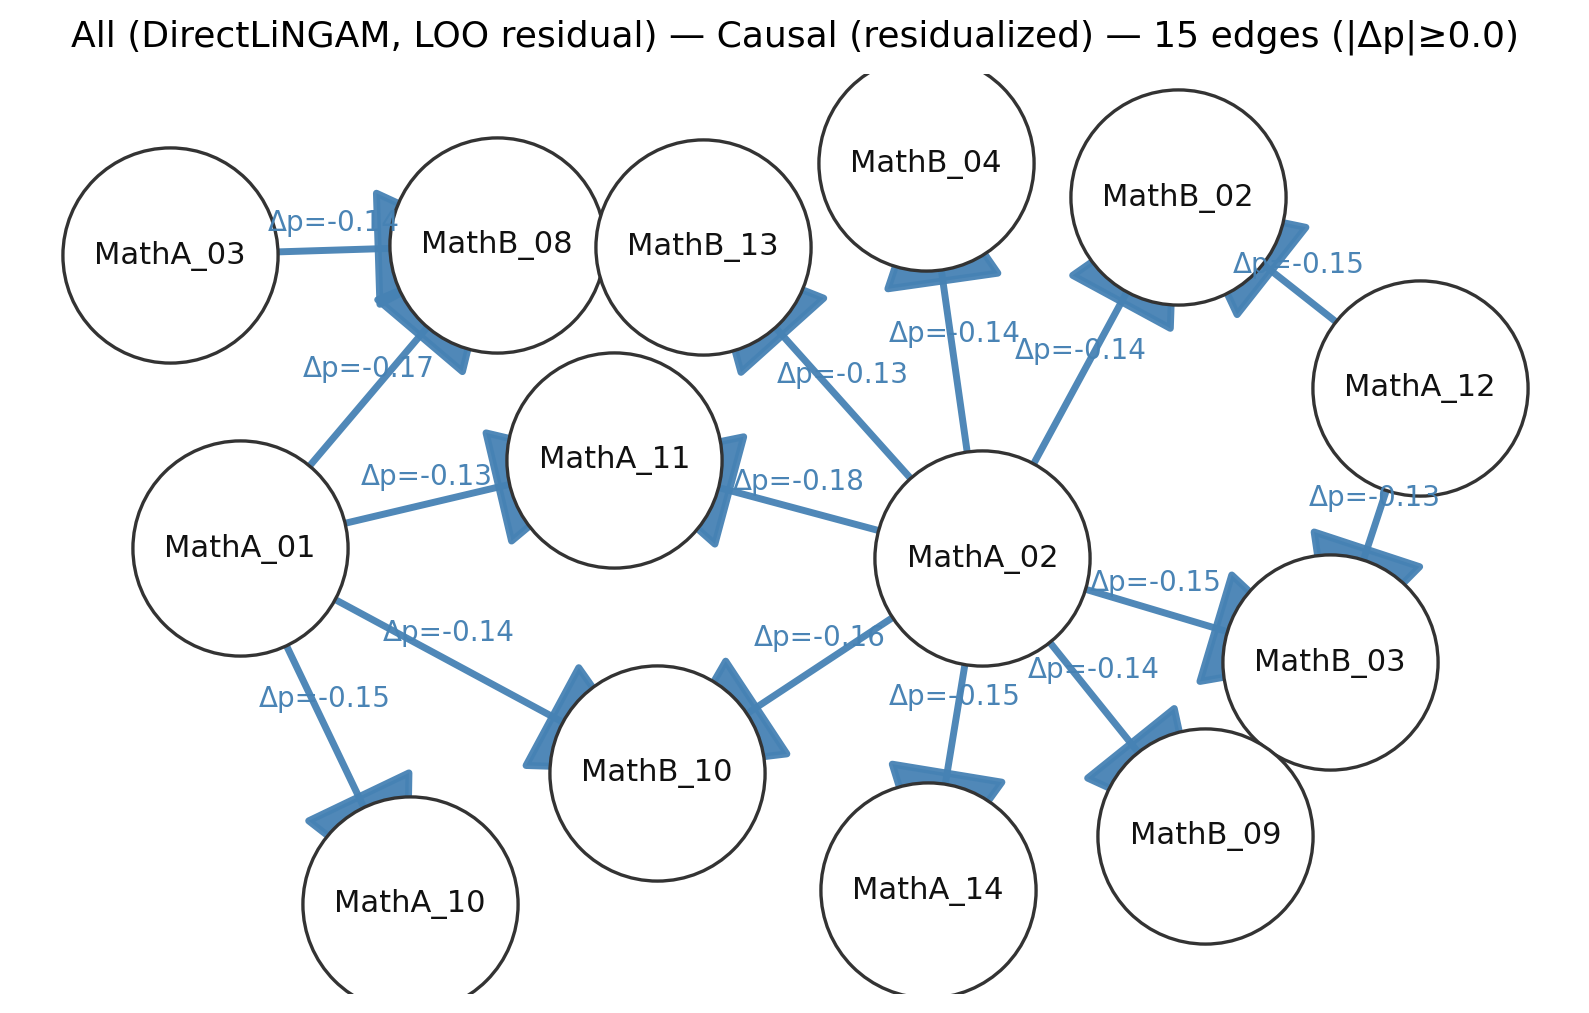 All (DirectLiNGAM, LOO residual) — Causal (residualized) — 15 edges (|Δp|≥0.0)
MathB_04
MathB_02
MathA_03
Δp=-0.14
MathB_08
MathB_13
Δp=-0.15
Δp=-0.14
Δp=-0.14
Δp=-0.17
Δp=-0.13
MathA_12
MathA_11
Δp=-0.13
Δp=-0.18
Δp=-0.13
MathA_01
MathA_02
Δp=-0.15
Δp=-0.14
Δp=-0.16
Δp=-0.14
MathB_03
Δp=-0.15
Δp=-0.15
MathB_10
MathB_09
MathA_10
MathA_14